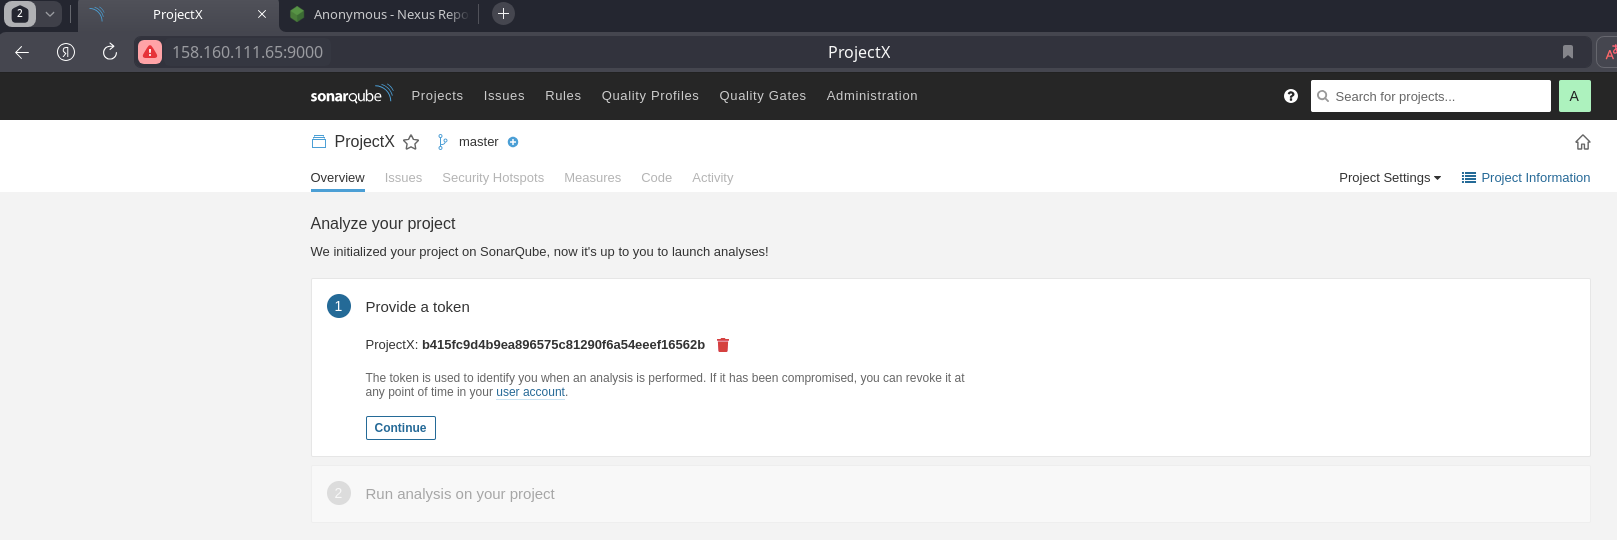 2
ProjectX
Anonymous - Nexus Repo
158.160.111.65:9000
ProjectX
sonarqube
Projects
Issues
Rules
Quality Profiles
Quality Gates
Administration
Search for projects...
A
ProjectX
master
Overview
Issues
Security Hotspots
Measures
Code
Activity
Project Settings
Project Information
Analyze your project
We initialized your project on SonarQube, now it's up to you to launch analyses!
1
Provide a token
ProjectX: b415fc9d4b9ea896575c81290f6a54eeef16562b
The token is used to identify you when an analysis is performed. If it has been compromised, you can revoke it at
any point of time in your user account.
Continue
2
Run analysis on your project